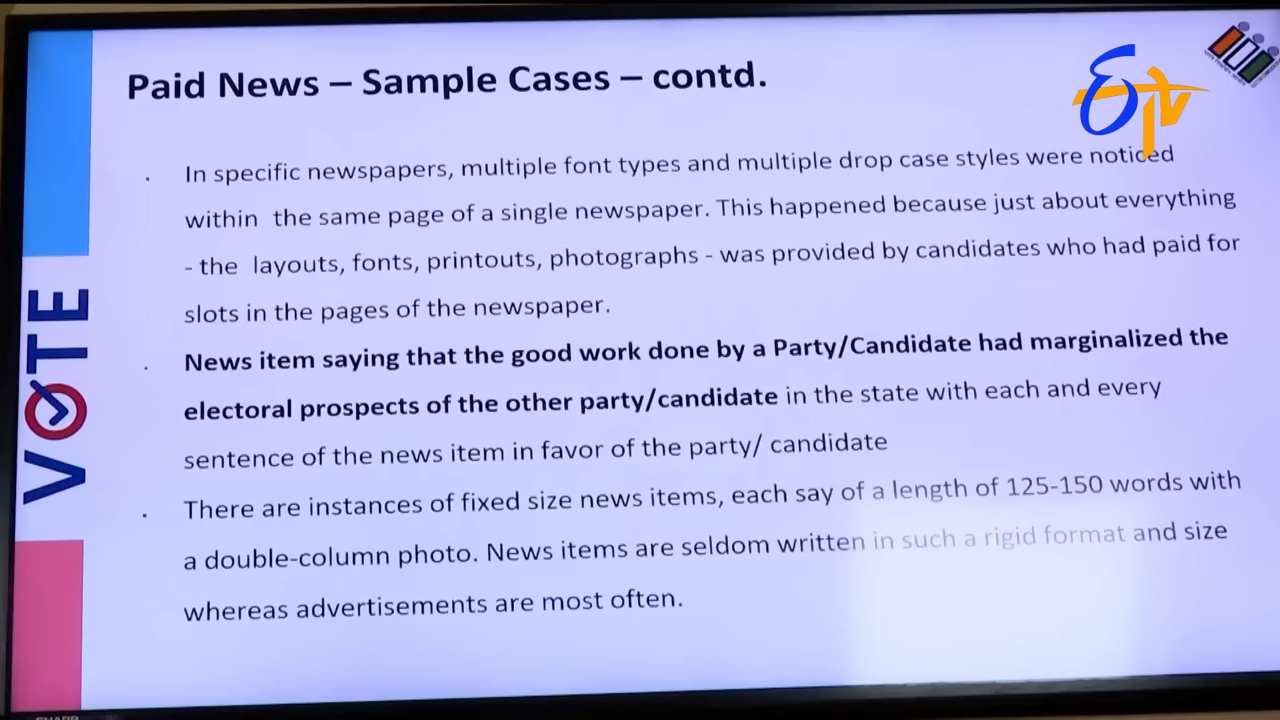 Paid News – Sample Cases – contd.
ETV
. In specific newspapers, multiple font types and multiple drop case styles were noticed
within the same page of a single newspaper. This happened because just about everything
- the layouts, fonts, printouts, photographs - was provided by candidates who had paid for
slots in the pages of the newspaper.
. News item saying that the good work done by a Party/Candidate had marginalized the
electoral prospects of the other party/candidate in the state with each and every
sentence of the news item in favor of the party/ candidate
. There are instances of fixed size news items, each say of a length of 125-150 words with
a double-column photo. News items are seldom written in such a rigid format and size
whereas advertisements are most often.
VOTE